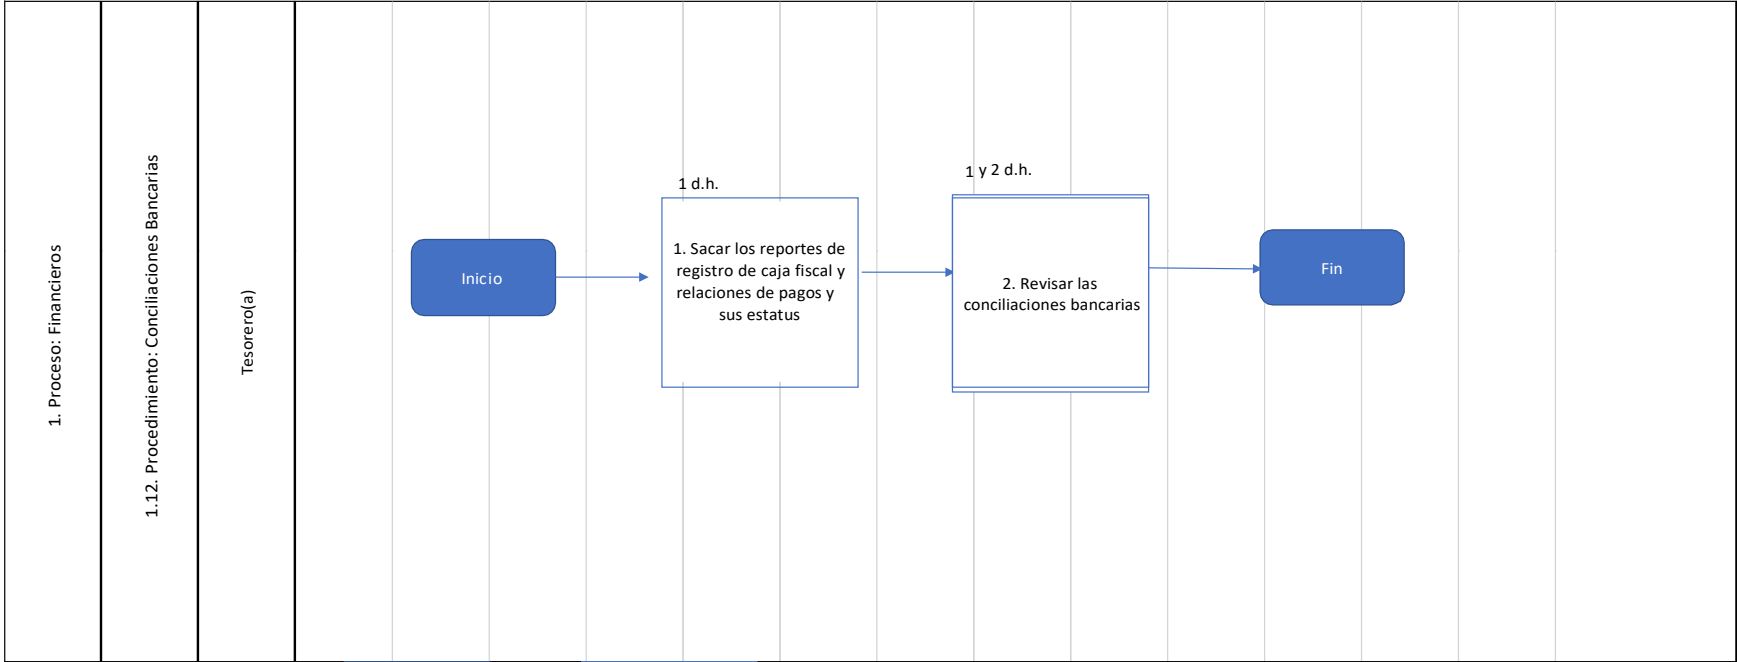 1. Proceso: Financieros
1.12. Procedimiento: Conciliaciones Bancarias
Tesorero(a)
Inicio
1 d.h.
1. Sacar los reportes de
registro de caja fiscal y
relaciones de pagos y
sus estatus
1 y 2 d.h.
2. Revisar las
conciliaciones bancarias
Fin